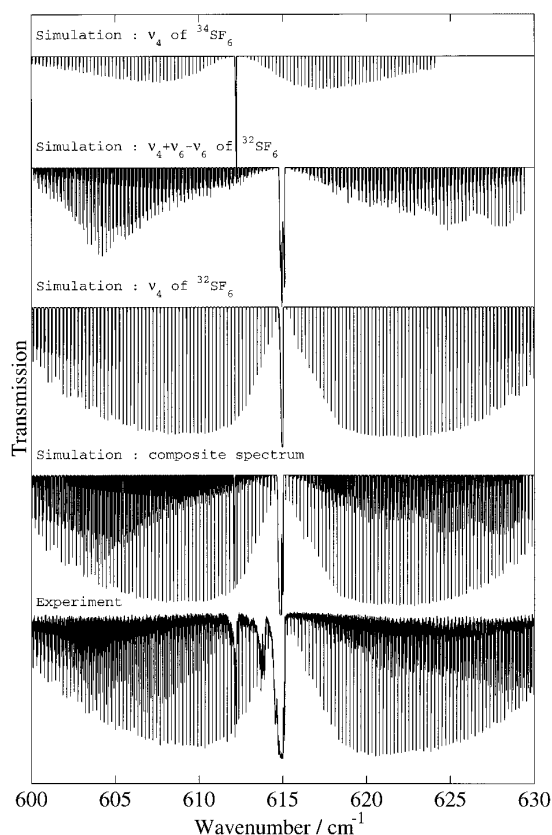 Simulation : ν₄ of ³⁴SF₆
Simulation : ν₄+ν₆-ν₆ of ³²SF₆
Simulation : ν₄ of ³²SF₆
Simulation : composite spectrum
Experiment
Transmission
600 605 610 615 620 625 630
Wavenumber / cm⁻¹